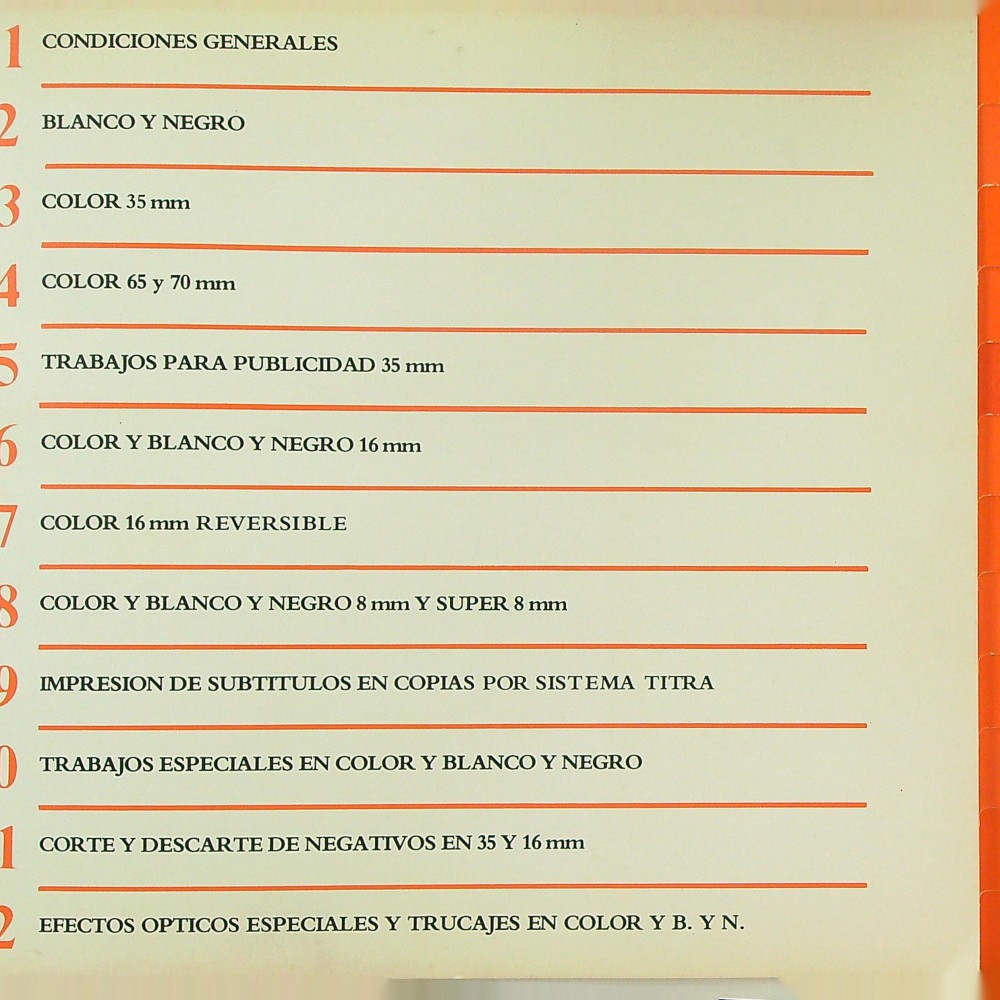 1 CONDICIONES GENERALES
2 BLANCO Y NEGRO
3 COLOR 35 mm
4 COLOR 65 y 70 mm
5 TRABAJOS PARA PUBLICIDAD 35 mm
6 COLOR Y BLANCO Y NEGRO 16 mm
7 COLOR 16 mm REVERSIBLE
8 COLOR Y BLANCO Y NEGRO 8 mm Y SUPER 8 mm
9 IMPRESION DE SUBTITULOS EN COPIAS POR SISTEMA TITRA
0 TRABAJOS ESPECIALES EN COLOR Y BLANCO Y NEGRO
1 CORTE Y DESCARTE DE NEGATIVOS EN 35 Y 16 mm
2 EFECTOS OPTICOS ESPECIALES Y TRUCAJES EN COLOR Y B. Y N.